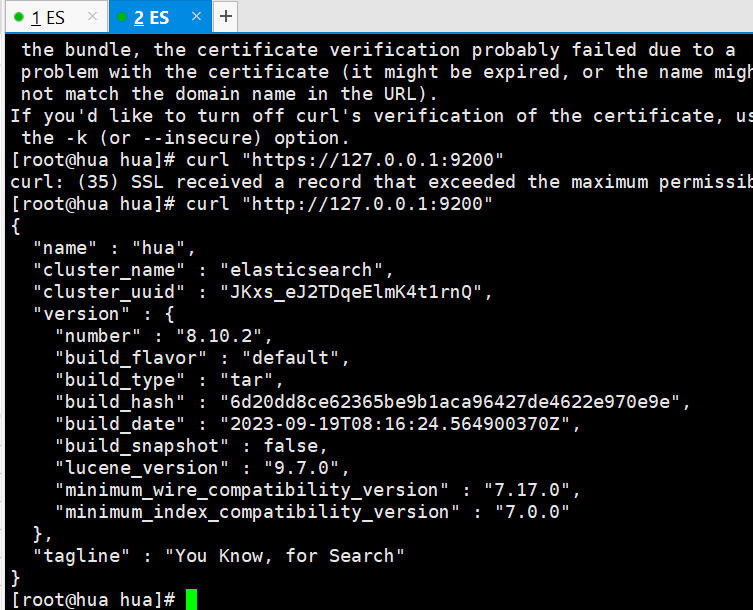 1 ES × 2 ES × +
the bundle, the certificate verification probably failed due to a
problem with the certificate (it might be expired, or the name
not match the domain name in the URL).
If you'd like to turn off curl's verification of the certificate,
the -k (or --insecure) option.
[root@hua hua]# curl "https://127.0.0.1:9200"
curl: (35) SSL received a record that exceeded the maximum
[root@hua hua]# curl "http://127.0.0.1:9200"
{
"name" : "hua",
"cluster_name" : "elasticsearch",
"cluster_uuid" : "JKxs_eJ2TDqeElmK4t1rnQ",
"version" : {
"number" : "8.10.2",
"build_flavor" : "default",
"build_type" : "tar",
"build_hash" : "6d20dd8ce62365be9b1aca96427de4622e970e9e",
"build_date" : "2023-09-19T08:16:24.564900370Z",
"build_snapshot" : false,
"lucene_version" : "9.7.0",
"minimum_wire_compatibility_version" : "7.17.0",
"minimum_index_compatibility_version" : "7.0.0"
},
"tagline" : "You Know, for Search"
}
[root@hua hua]#